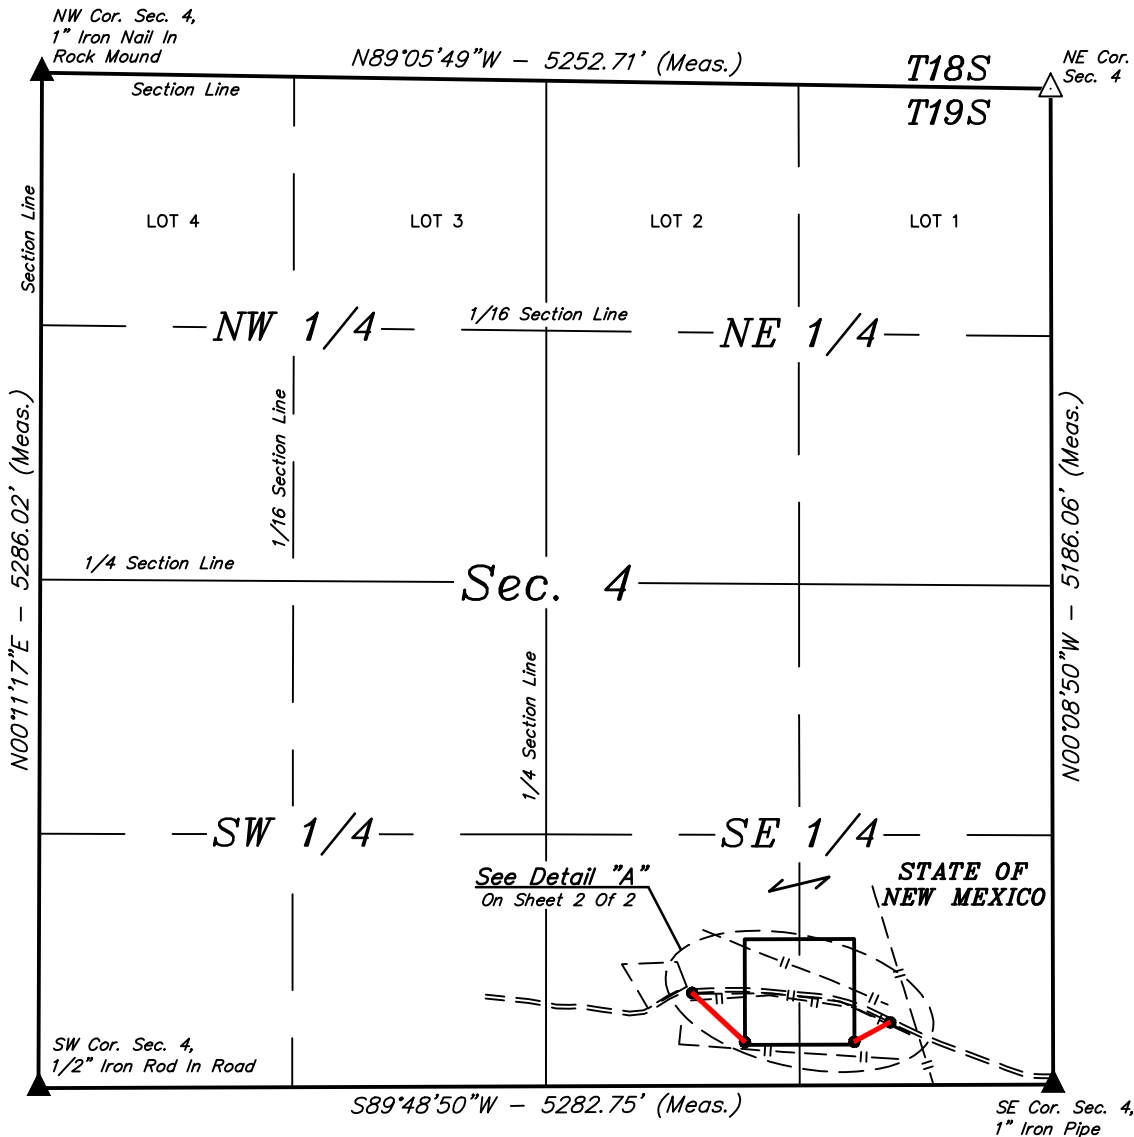 NW Cor. Sec. 4,
1" Iron Nail In
Rock Mound
N89°05'49"W - 5252.71' (Meas.)
T18S
T19S
NE Cor.
Sec. 4
Section Line
Section Line
LOT 4
LOT 3
LOT 2
LOT 1
NW 1/4
1/16 Section Line
NE 1/4
1/16 Section Line
N00°11'17"E - 5286.02' (Meas.)
N00°08'50"W - 5186.06' (Meas.)
1/4 Section Line
Sec. 4
1/4 Section Line
SW 1/4
SE 1/4
See Detail "A"
On Sheet 2 Of 2
STATE OF
NEW MEXICO
SW Cor. Sec. 4,
1/2" Iron Rod In Road
S89°48'50"W - 5282.75' (Meas.)
SE Cor. Sec. 4,
1" Iron Pipe